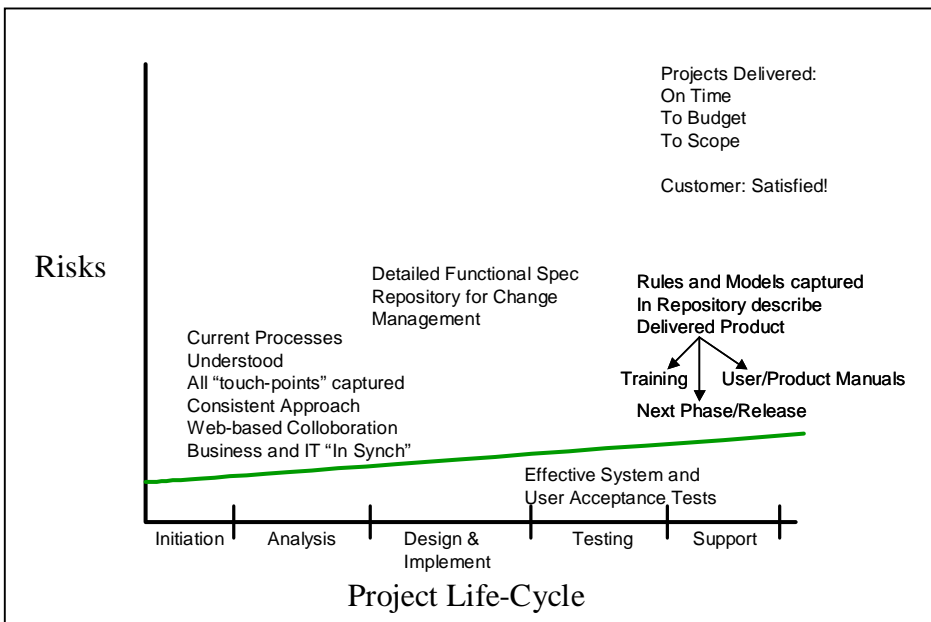 Projects Delivered:
On Time
To Budget
To Scope
Customer: Satisfied!
Risks
Detailed Functional Spec
Repository for Change
Management
Rules and Models captured
In Repository describe
Delivered Product
Training
User/Product Manuals
Next Phase/Release
Current Processes
Understood
All “touch-points” captured
Consistent Approach
Web-based Colloboration
Business and IT “In Synch”
Effective System and
User Acceptance Tests
Initiation
Analysis
Design &
Implement
Testing
Support
Project Life-Cycle